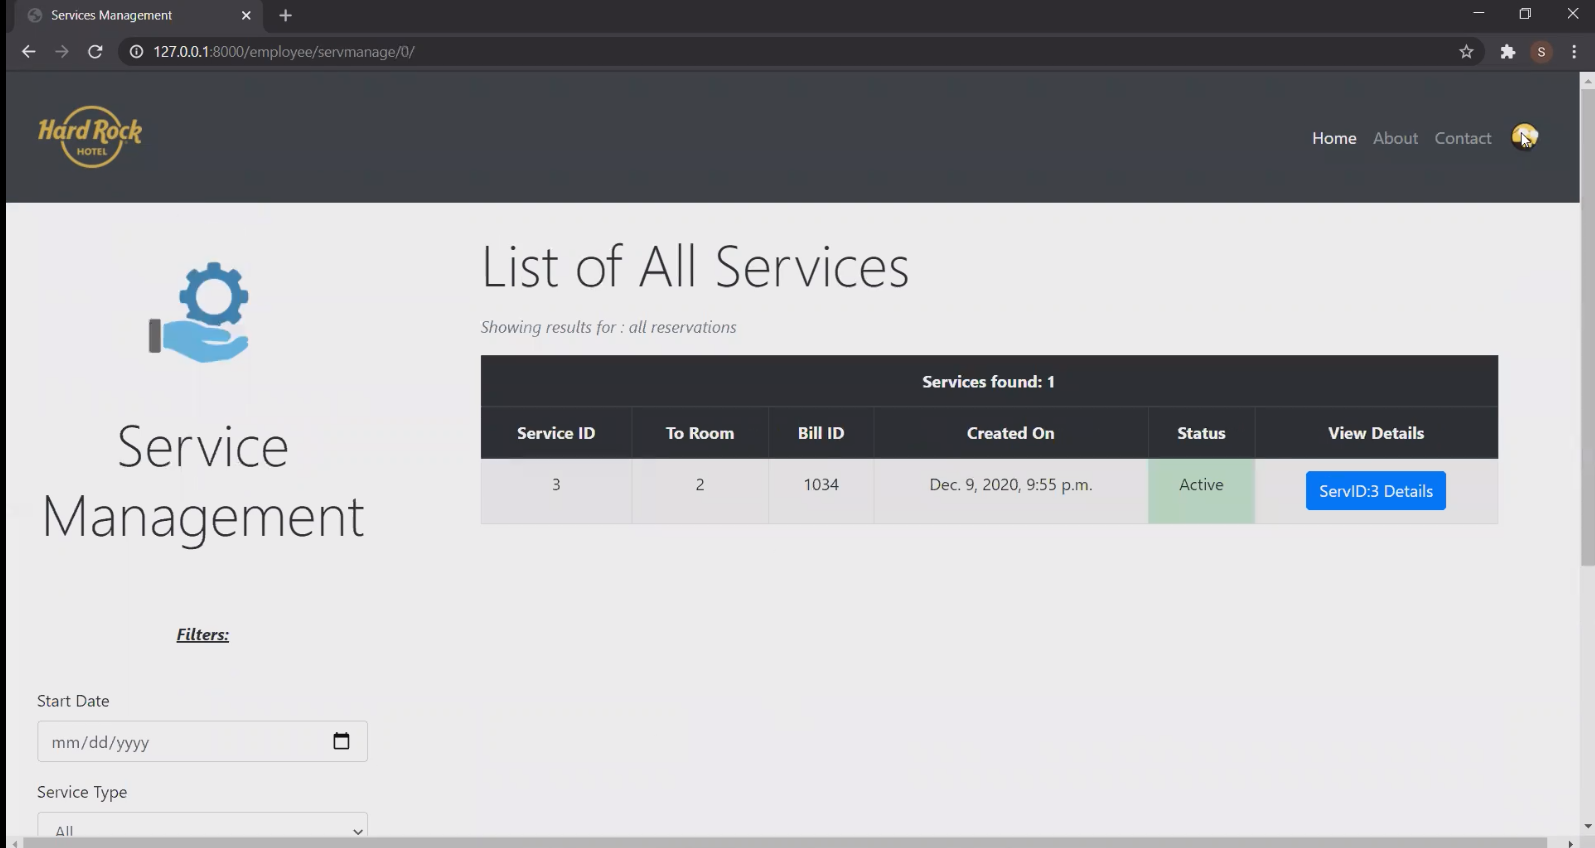 Services Management
127.0.0.1:8000/employee/servmanage/0/
S
Hard Rock
HOTEL
Home About Contact
Service
Management
Filters:
Start Date
mm/dd/yyyy
Service Type
All
List of All Services
Showing results for : all reservations
Services found: 1
Service ID To Room Bill ID Created On Status View Details
3 2 1034 Dec. 9, 2020, 9:55 p.m. Active ServID:3 Details